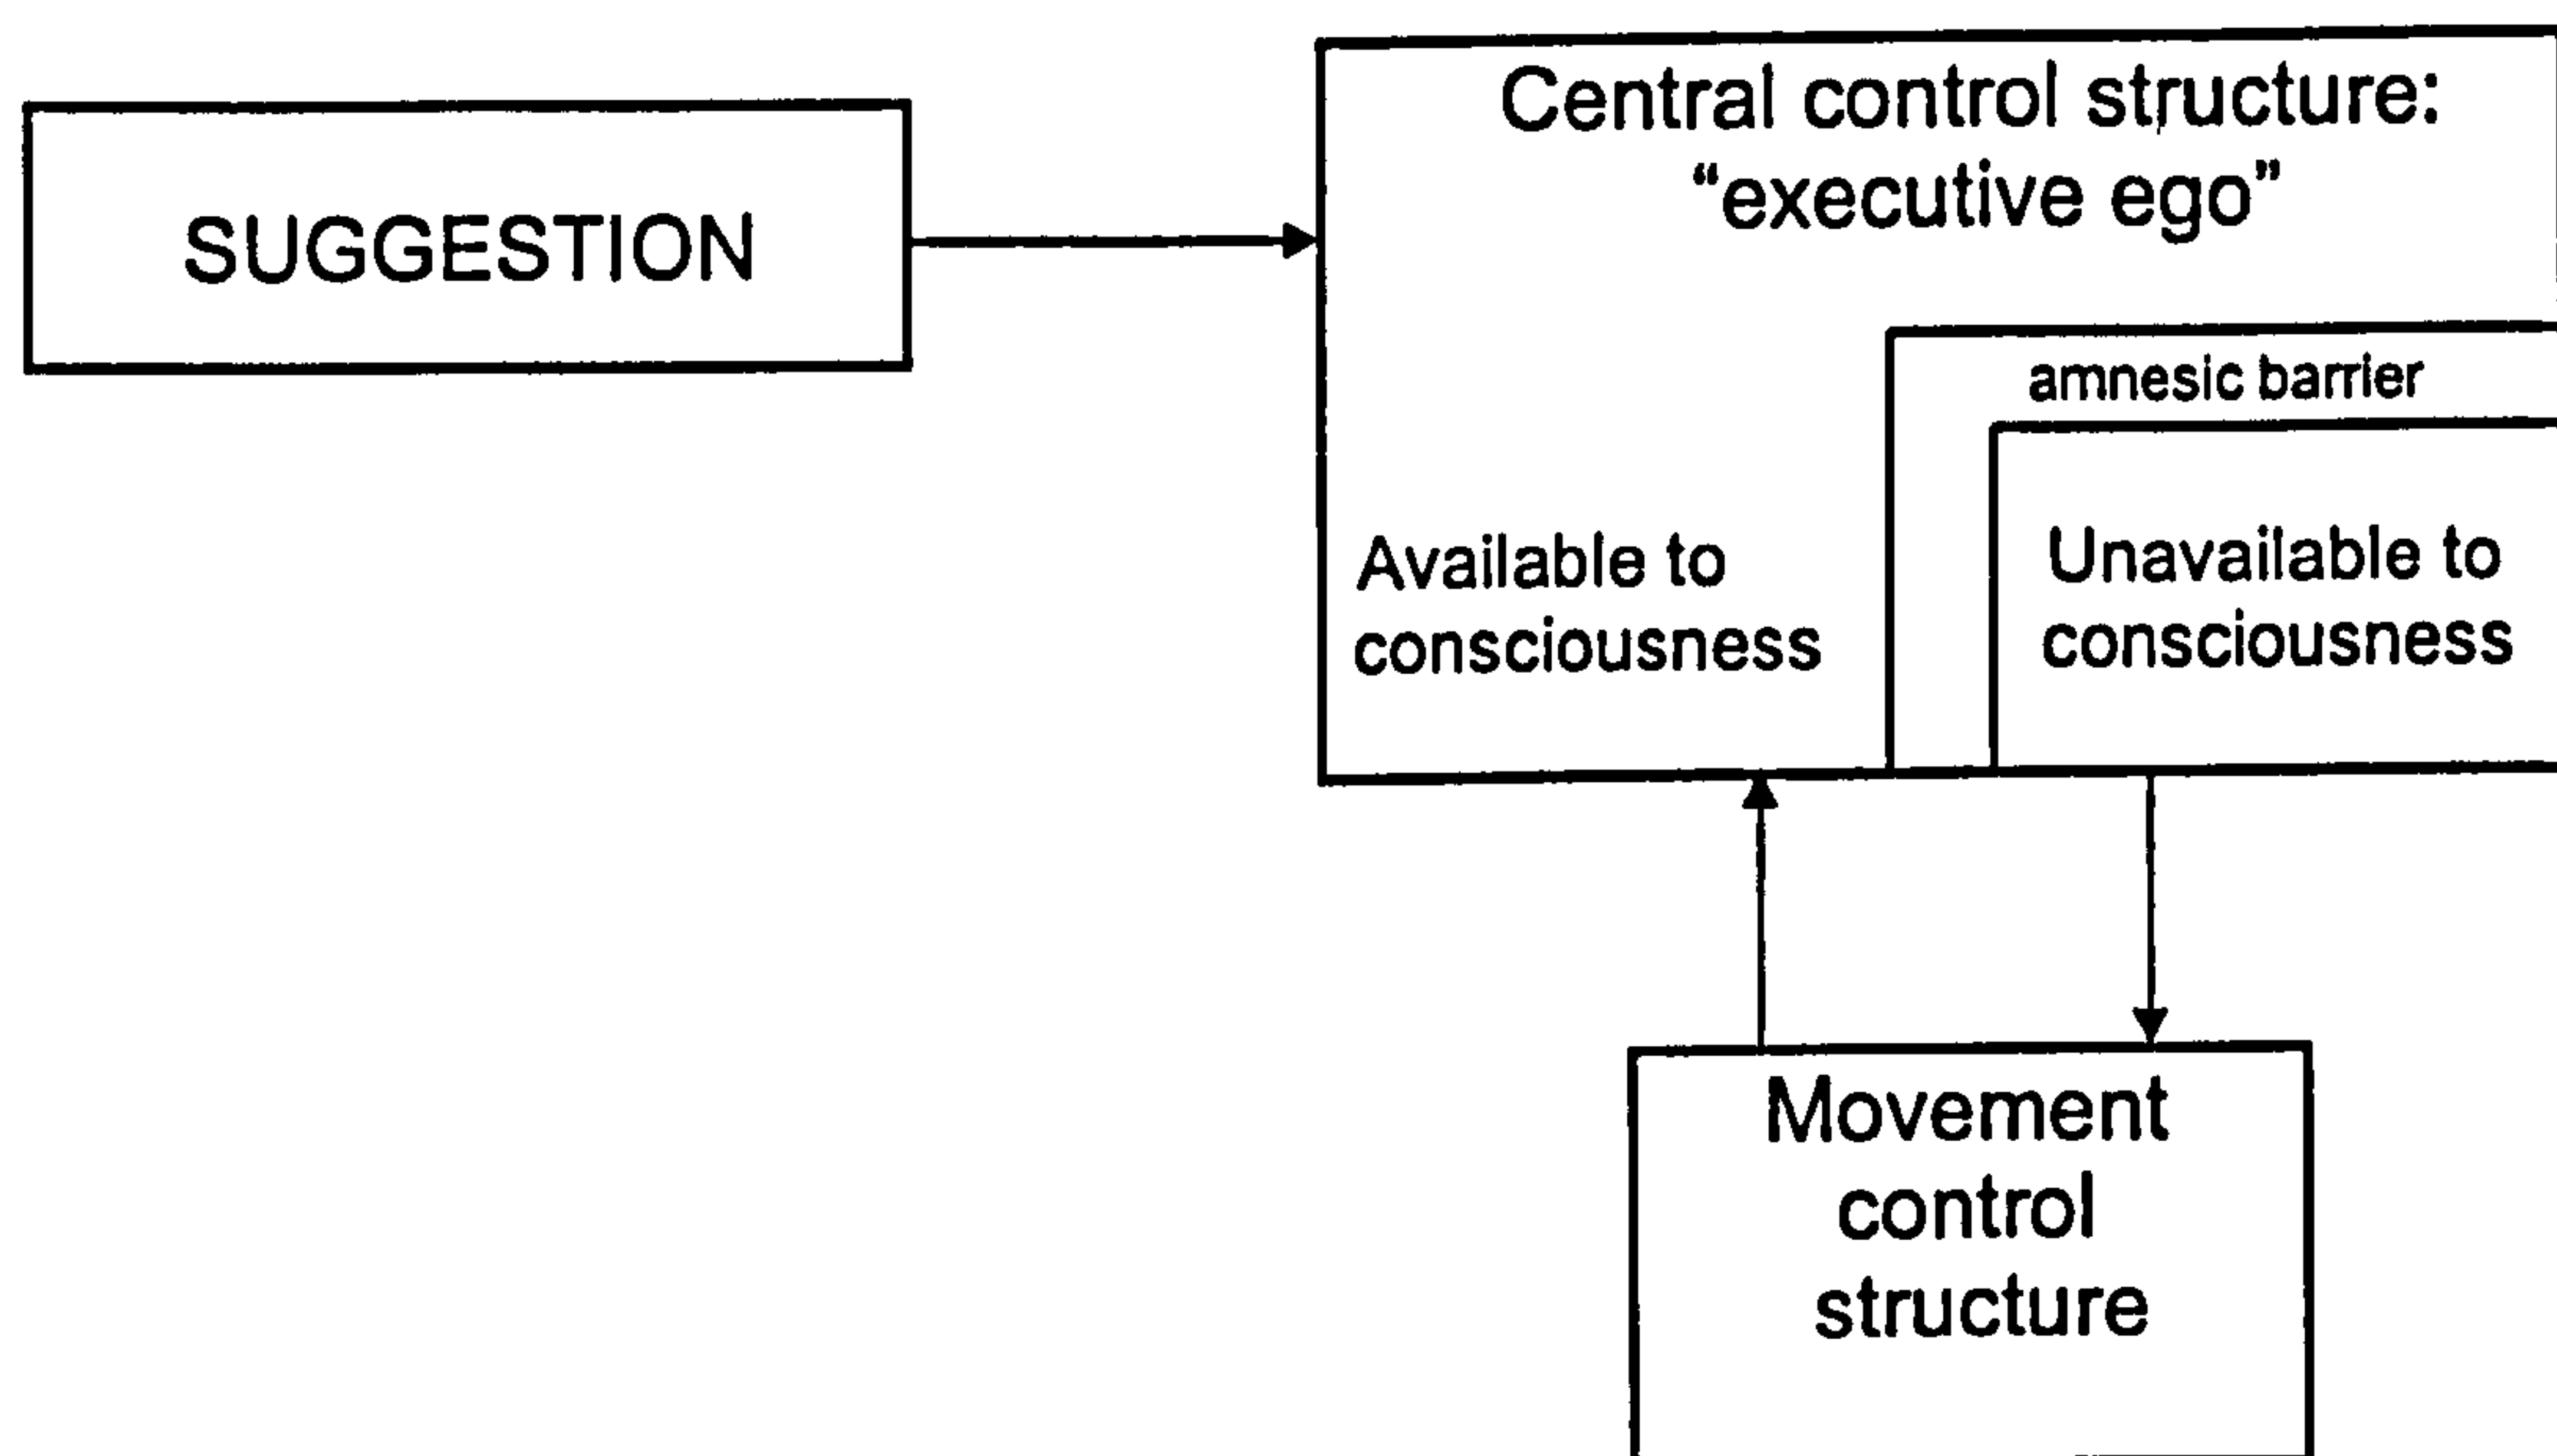 SUGGESTION
Central control structure:
“executive ego”
amnesic barrier
Available to
consciousness
Unavailable to
consciousness
Movement
control
structure